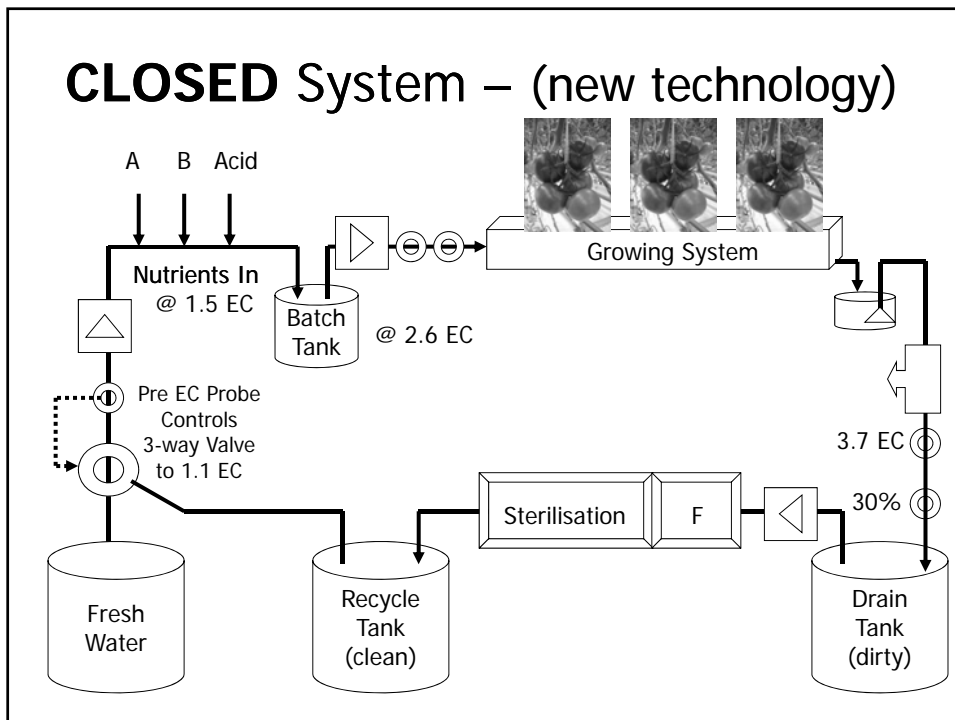 CLOSED System – (new technology)
A B Acid
Nutrients In
@ 1.5 EC
Batch
Tank
@ 2.6 EC
Growing System
Pre EC Probe
Controls
3-way Valve
to 1.1 EC
3.7 EC
30%
Sterilisation
F
Fresh
Water
Recycle
Tank
(clean)
Drain
Tank
(dirty)